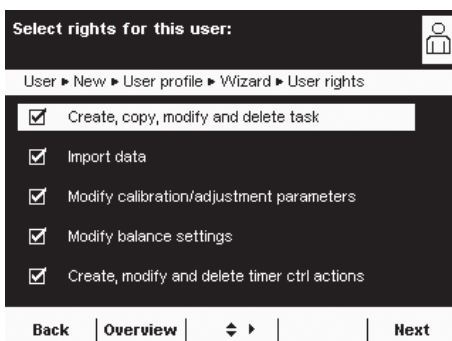 Select rights for this user:
User ▸ New ▸ User profile ▸ Wizard ▸ User rights
Create, copy, modify and delete task
Import data
Modify calibration/adjustment parameters
Modify balance settings
Create, modify and delete timer ctrl actions
Back Overview Next